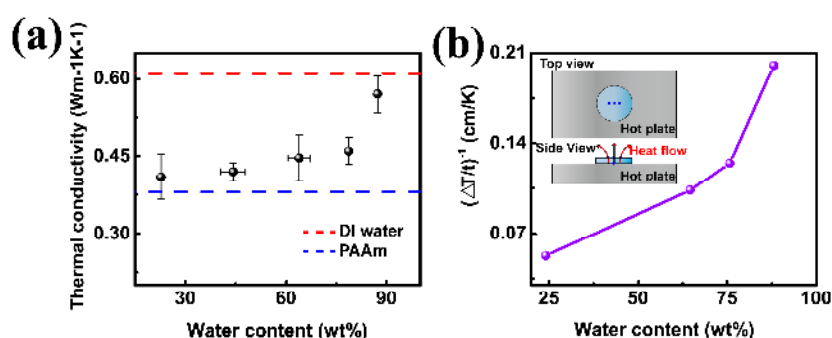 (a)
Thermal conductivity (Wm-1K-1)
0.60
0.45
0.30
DI water
PAAm
30
60
90
Water content (wt%)
(b)
(△T/t)-1 (cm/K)
0.21
0.14
0.07
Top view
Hot plate
Side View
Heat flow
Hot plate
25
50
75
100
Water content (wt%)